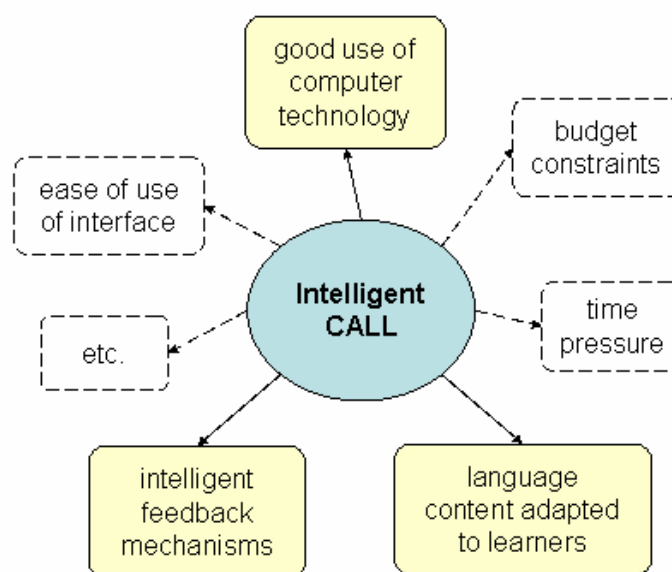 good use of
computer
technology
budget
constraints
ease of use
of interface
Intelligent
CALL
time
pressure
etc.
intelligent
feedback
mechanisms
language
content adapted
to learners